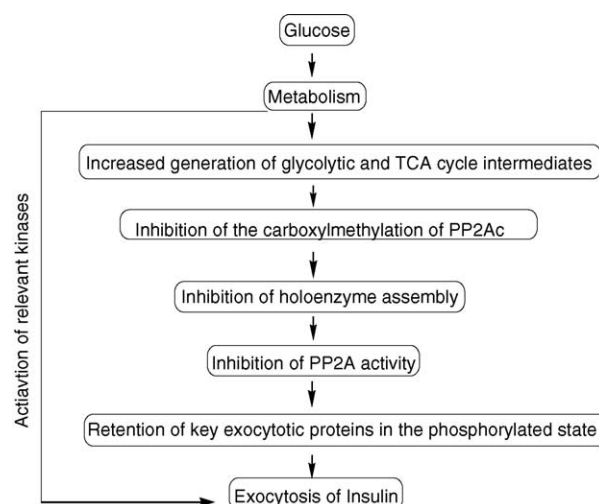 Glucose
Metabolism
Increased generation of glycolytic and TCA cycle intermediates
Inhibition of the carboxylmethylation of PP2Ac
Inhibition of holoenzyme assembly
Inhibition of PP2A activity
Retention of key exocytotic proteins in the phosphorylated state
Exocytosis of Insulin
Actiavtion of relevant kinases